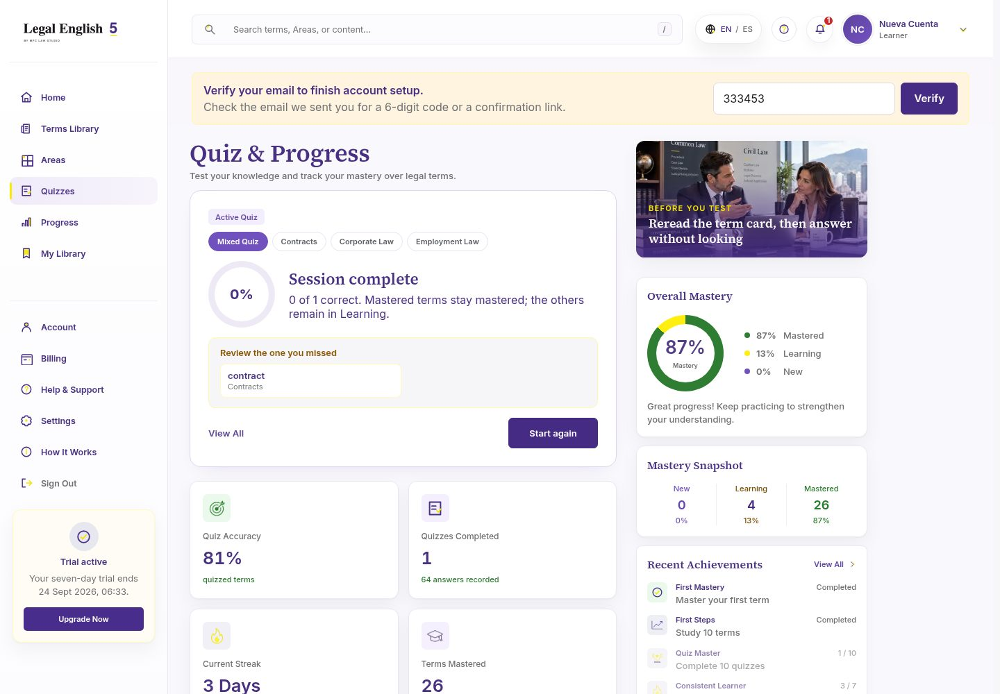 Legal English 5
BY MPC LAW STUDIO
Home
Terms Library
Areas
Quizzes
Progress
My Library
Account
Billing
Help & Support
Settings
How It Works
Sign Out
Trial active
Your seven-day trial ends
24 Sept 2026, 06:33.
Upgrade Now
Search terms, Areas, or content...
/
EN / ES
1
NC
Nueva Cuenta
Learner
Verify your email to finish account setup.
Check the email we sent you for a 6-digit code or a confirmation link.
333453
Verify
Quiz & Progress
Test your knowledge and track your mastery over legal terms.
Active Quiz
Mixed Quiz
Contracts
Corporate Law
Employment Law
0%
Session complete
0 of 1 correct. Mastered terms stay mastered; the others
remain in Learning.
Review the one you missed
contract
Contracts
View All
Start again
Quiz Accuracy
81%
quizzed terms
Quizzes Completed
1
64 answers recorded
Current Streak
3 Days
Terms Mastered
26
Common Law
Civil Law
BEFORE YOU TEST
Reread the term card, then answer
without looking
Overall Mastery
87%
Mastery
87% Mastered
13% Learning
0% New
Great progress! Keep practicing to strengthen
your understanding.
Mastery Snapshot
New
0
0%
Learning
4
13%
Mastered
26
87%
Recent Achievements
View All
First Mastery
Completed
Master your first term
First Steps
Completed
Study 10 terms
Quiz Master
1 / 10
Complete 10 quizzes
Consistent Learner
3 / 7